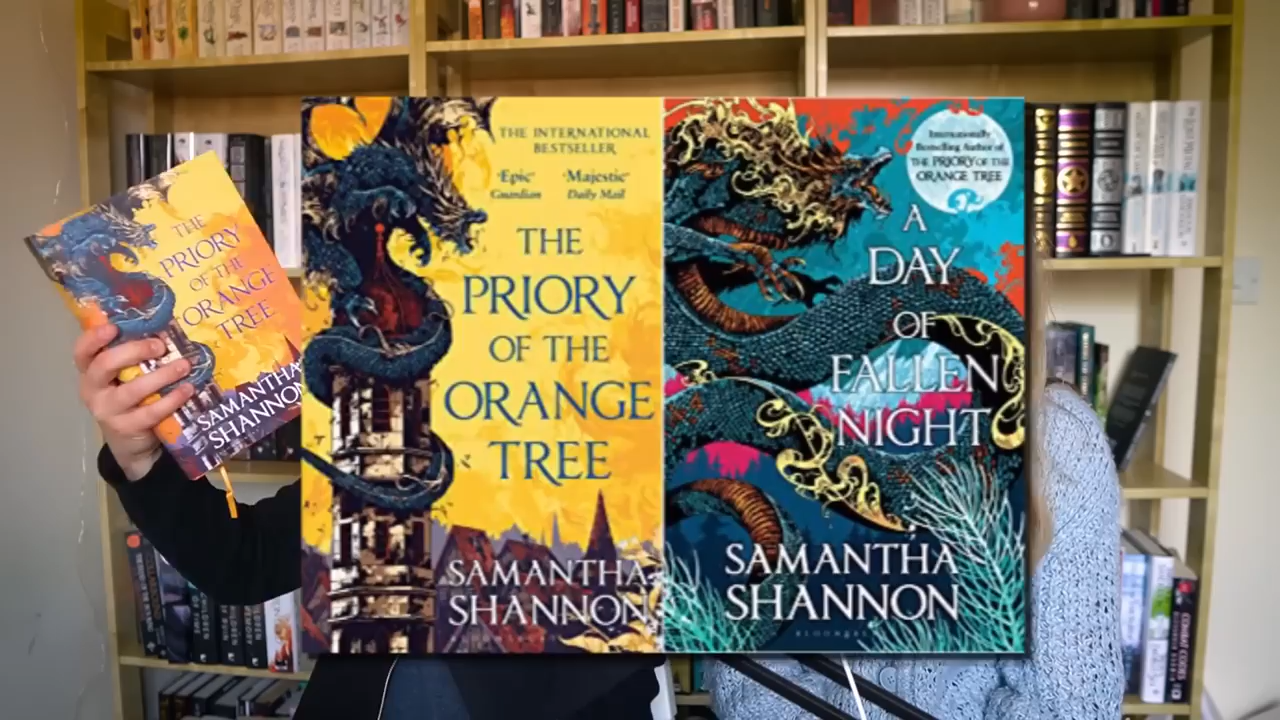 THE
PRIORY
OF THE
ORANGE
TREE
SAMANTHA
SHANNON
THE INTERNATIONAL
BESTSELLER
'Epic'
Guardian
'Majestic'
Daily Mail
THE
PRIORY
OF THE
ORANGE
TREE
SAMANTHA
SHANNON
Internationally
Bestselling Author of
THE PRIORY OF THE
ORANGE TREE
A
DAY
OF
FALLEN
NIGHT
SAMANTHA
SHANNON